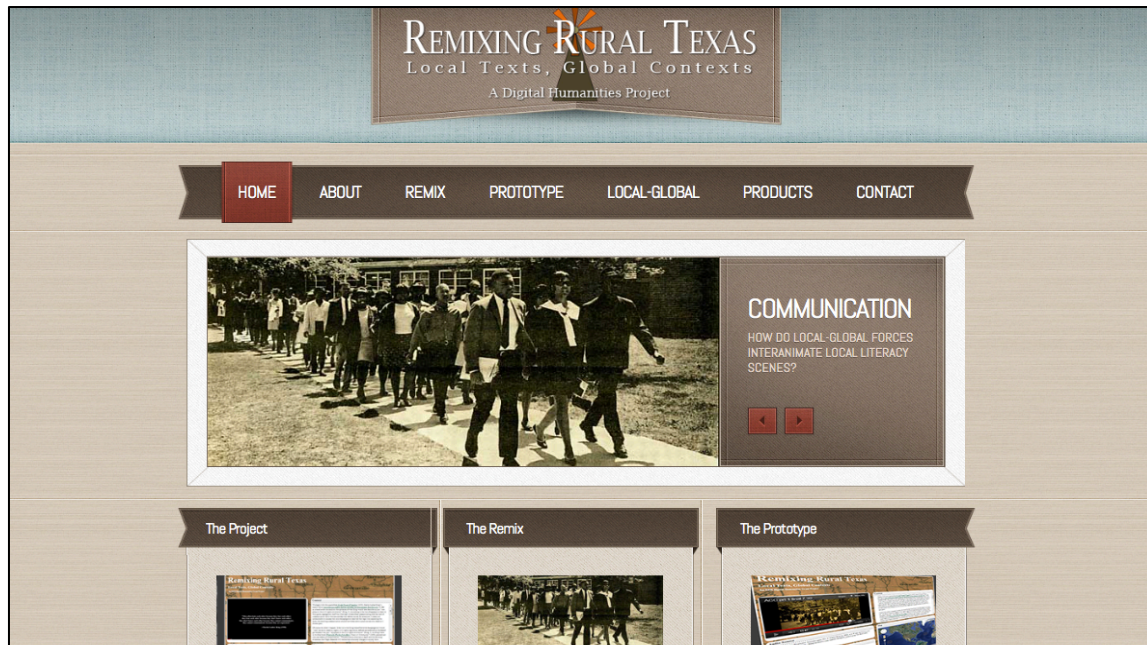 REMIXING RURAL TEXAS
Local Texts, Global Contexts
A Digital Humanities Project
HOME ABOUT REMIX PROTOTYPE LOCAL-GLOBAL PRODUCTS CONTACT
COMMUNICATION
HOW DO LOCAL-GLOBAL FORCES
INTERANIMATE LOCAL LITERACY
SCENES?
The Project The Remix The Prototype
Remixing Rural Texas Remixing Rural Texas